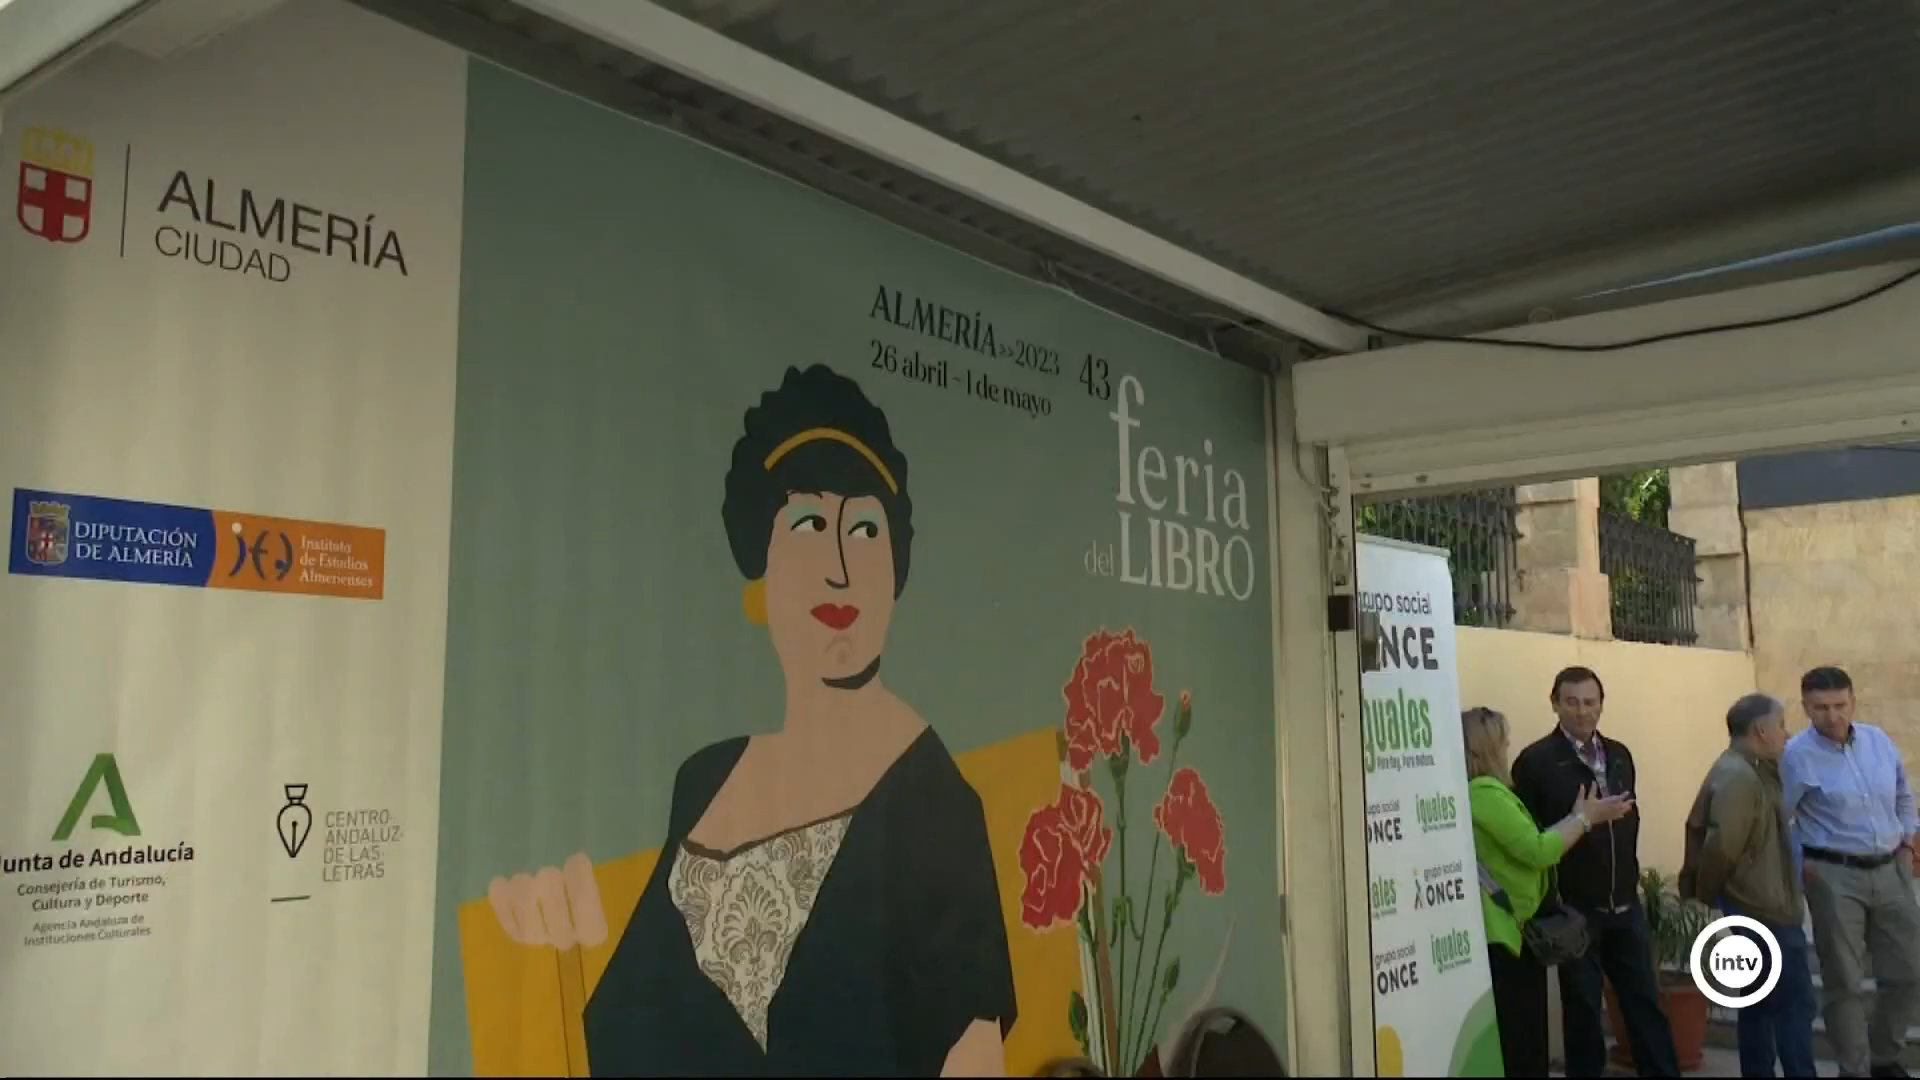 ALMERÍA
CIUDAD
DIPUTACIÓN
DE ALMERÍA
Instituto
de Estudios
Almerienses
Junta de Andalucía
Consejería de Turismo,
Cultura y Deporte
Agencia Andaluza de
Instituciones Culturales
CENTRO
ANDALUZ
DE LAS
LETRAS
ALMERÍA>>2023
26 abril - 1 de mayo
43
feria
del LIBRO
grupo social
ONCE
iguales
grupo social
ONCE
iguales
iguales
grupo social
ONCE
grupo social
ONCE
iguales
intv